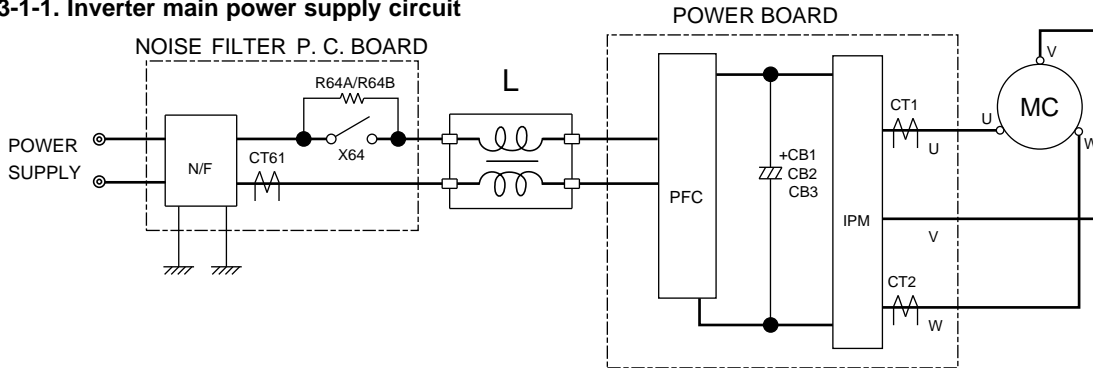 3-1-1. Inverter main power supply circuit
POWER BOARD
NOISE FILTER P. C. BOARD
R64A/R64B
L
V
CT1
MC
U
POWER
SUPPLY
N/F
CT61
X64
U
W
+CB1
CB2
CB3
PFC
IPM
V
CT2
W